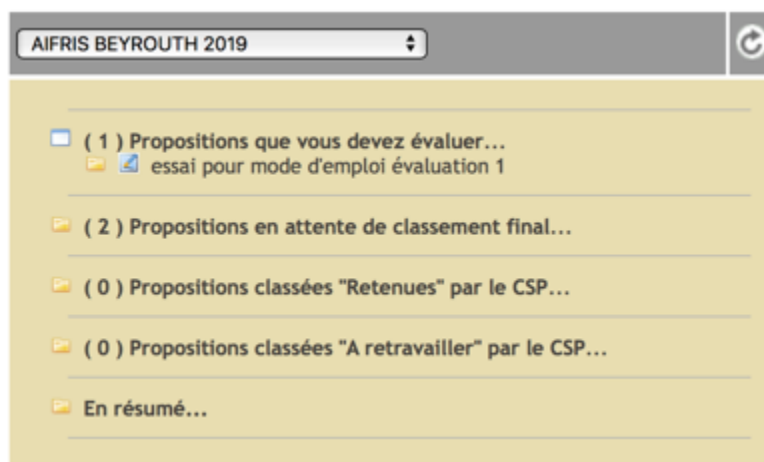 AIFRIS BEYROUTH 2019
( 1 ) Propositions que vous devez évaluer...
essai pour mode d'emploi évaluation 1
( 2 ) Propositions en attente de classement final...
( 0 ) Propositions classées "Retenues" par le CSP...
( 0 ) Propositions classées "A retravailler" par le CSP...
En résumé...